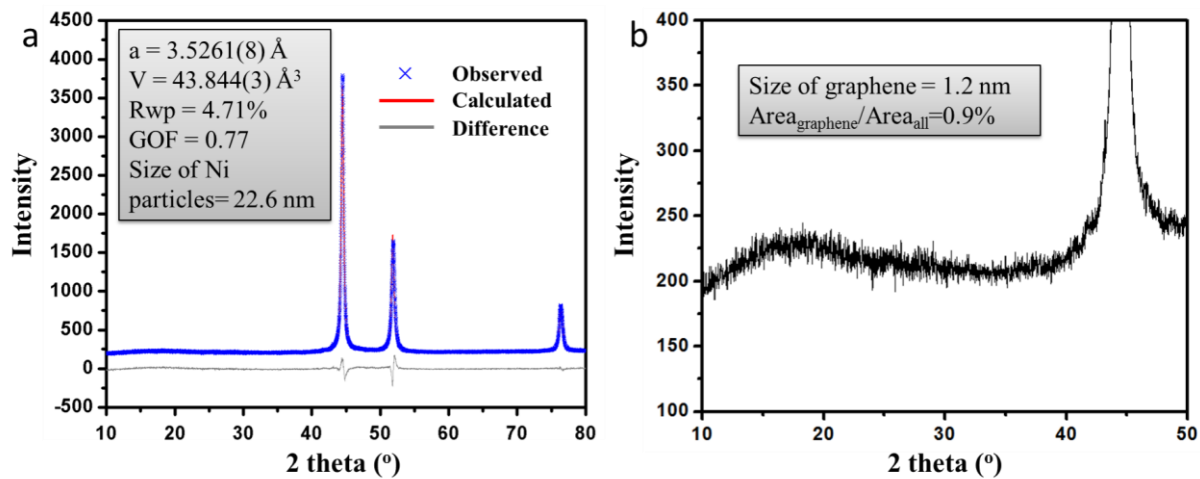 a
4500
4000
3500
3000
2500
2000
1500
1000
500
0
-500
Intensity
a = 3.5261(8) Å
V = 43.844(3) Å³
Rwp = 4.71%
GOF = 0.77
Size of Ni
particles= 22.6 nm
Observed
Calculated
Difference
10 20 30 40 50 60 70 80
2 theta (°)
b
400
350
300
250
200
150
100
Intensity
Size of graphene = 1.2 nm
Area_graphene/Area_all=0.9%
10 20 30 40 50
2 theta (°)